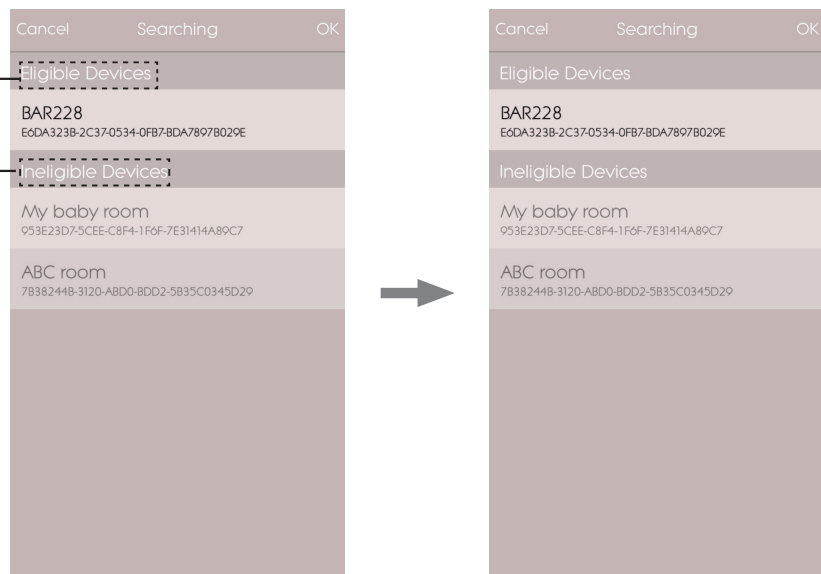 Cancel Searching OK
Eligible Devices
BAR228
E6DA323B-2C37-0534-0FB7-BDA7897B029E
Ineligible Devices
My baby room
953E23D7-5CEE-C8F4-1F6F-7E31414A89C7
ABC room
7B38244B-3120-ABD0-BDD2-5B35C0345D29
Cancel Searching OK
Eligible Devices
BAR228
E6DA323B-2C37-0534-0FB7-BDA7897B029E
Ineligible Devices
My baby room
953E23D7-5CEE-C8F4-1F6F-7E31414A89C7
ABC room
7B38244B-3120-ABD0-BDD2-5B35C0345D29